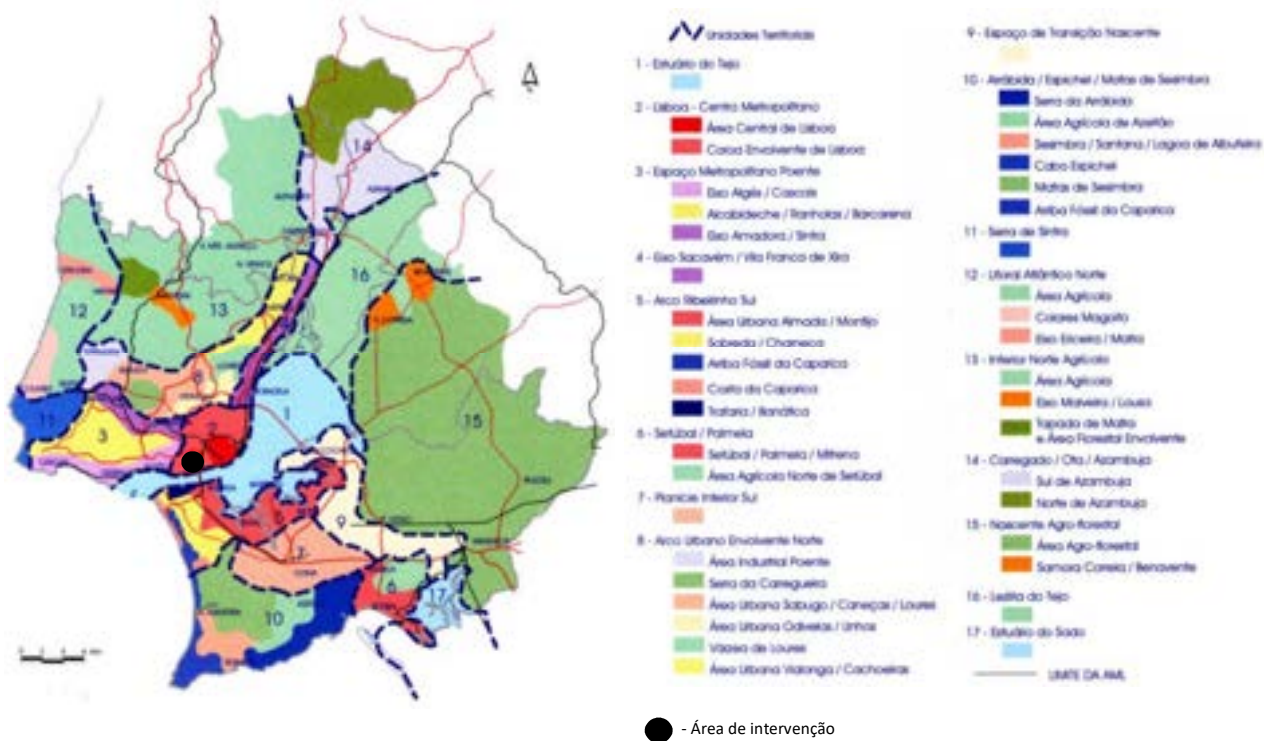 Unidades Territoriais
1 - Estuário do Tejo
2 - Lisboa - Centro Metropolitano
Área Central de Lisboa
Coroa Envolvente de Lisboa
3 - Espaço Metropolitano Poente
Eixo Algés / Cascais
Alcabideche / Ranholas / Barcarena
Eixo Amadora / Sintra
4 - Eixo Sacavém / Vila Franca de Xira
5 - Arco Ribeirinho Sul
Área Urbana Almada / Montijo
Sobreda / Charneca
Arriba Fóssil da Caparica
Costa da Caparica
Trafaria / Banática
6 - Setúbal / Palmela
Setúbal / Palmela / Mitrena
Área Agrícola Norte de Setúbal
7 - Planície Interior Sul
8 - Arco Urbano Envolvente Norte
Área Industrial Poente
Serra da Carregueira
Área Urbana Sabugo / Caneças / Loures
Área Urbana Odivelas / Unhos
Várzea de Loures
Área Urbana Vialonga / Cachoeiras
9 - Espaço de Transição Nascente
10 - Arrábida / Espichel / Matas de Sesimbra
Serra da Arrábida
Área Agrícola de Azeitão
Sesimbra / Santana / Lagoa de Albufeira
Cabo Espichel
Matas de Sesimbra
Arriba Fóssil da Caparica
11 - Serra de Sintra
12 - Litoral Atlântico Norte
Área Agrícola
Colares Magoito
Eixo Ericeira / Mafra
13 - Interior Norte Agrícola
Área Agrícola
Eixo Malveira / Lousa
Tapada de Mafra
e Área Florestal Envolvente
14 - Carregado / Ota / Azambuja
Sul de Azambuja
Norte de Azambuja
15 - Nascente Agro-florestal
Área Agro-florestal
Samora Correia / Benavente
16 - Lezíria do Tejo
17 - Estuário do Sado
LIMITE DA AML
14
16
12
13
8
1
11
3
2
15
9
7
6
10
17
- Área de intervenção